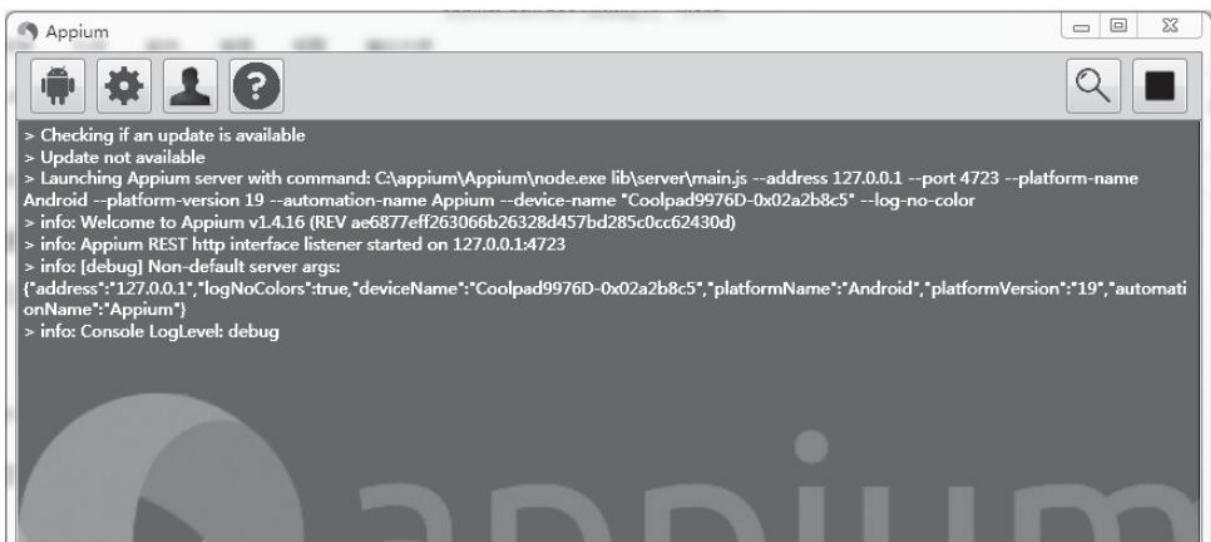 Appium
> Checking if an update is available
> Update not available
> Launching Appium server with command: C:\appium\Appium\node.exe lib\server\main.js --address 127.0.0.1 --port 4723 --platform-name
Android --platform-version 19 --automation-name Appium --device-name "Coolpad9976D-0x02a2b8c5" --log-no-color
> info: Welcome to Appium v1.4.16 (REV ae6877eff263066b26328d457bd285c0cc62430d)
> info: Appium REST http interface listener started on 127.0.0.1:4723
> info: [debug] Non-default server args:
{"address":"127.0.0.1","logNoColors":true,"deviceName":"Coolpad9976D-0x02a2b8c5","platformName":"Android","platformVersion":"19","automati
onName":"Appium"}
> info: Console LogLevel: debug
appium